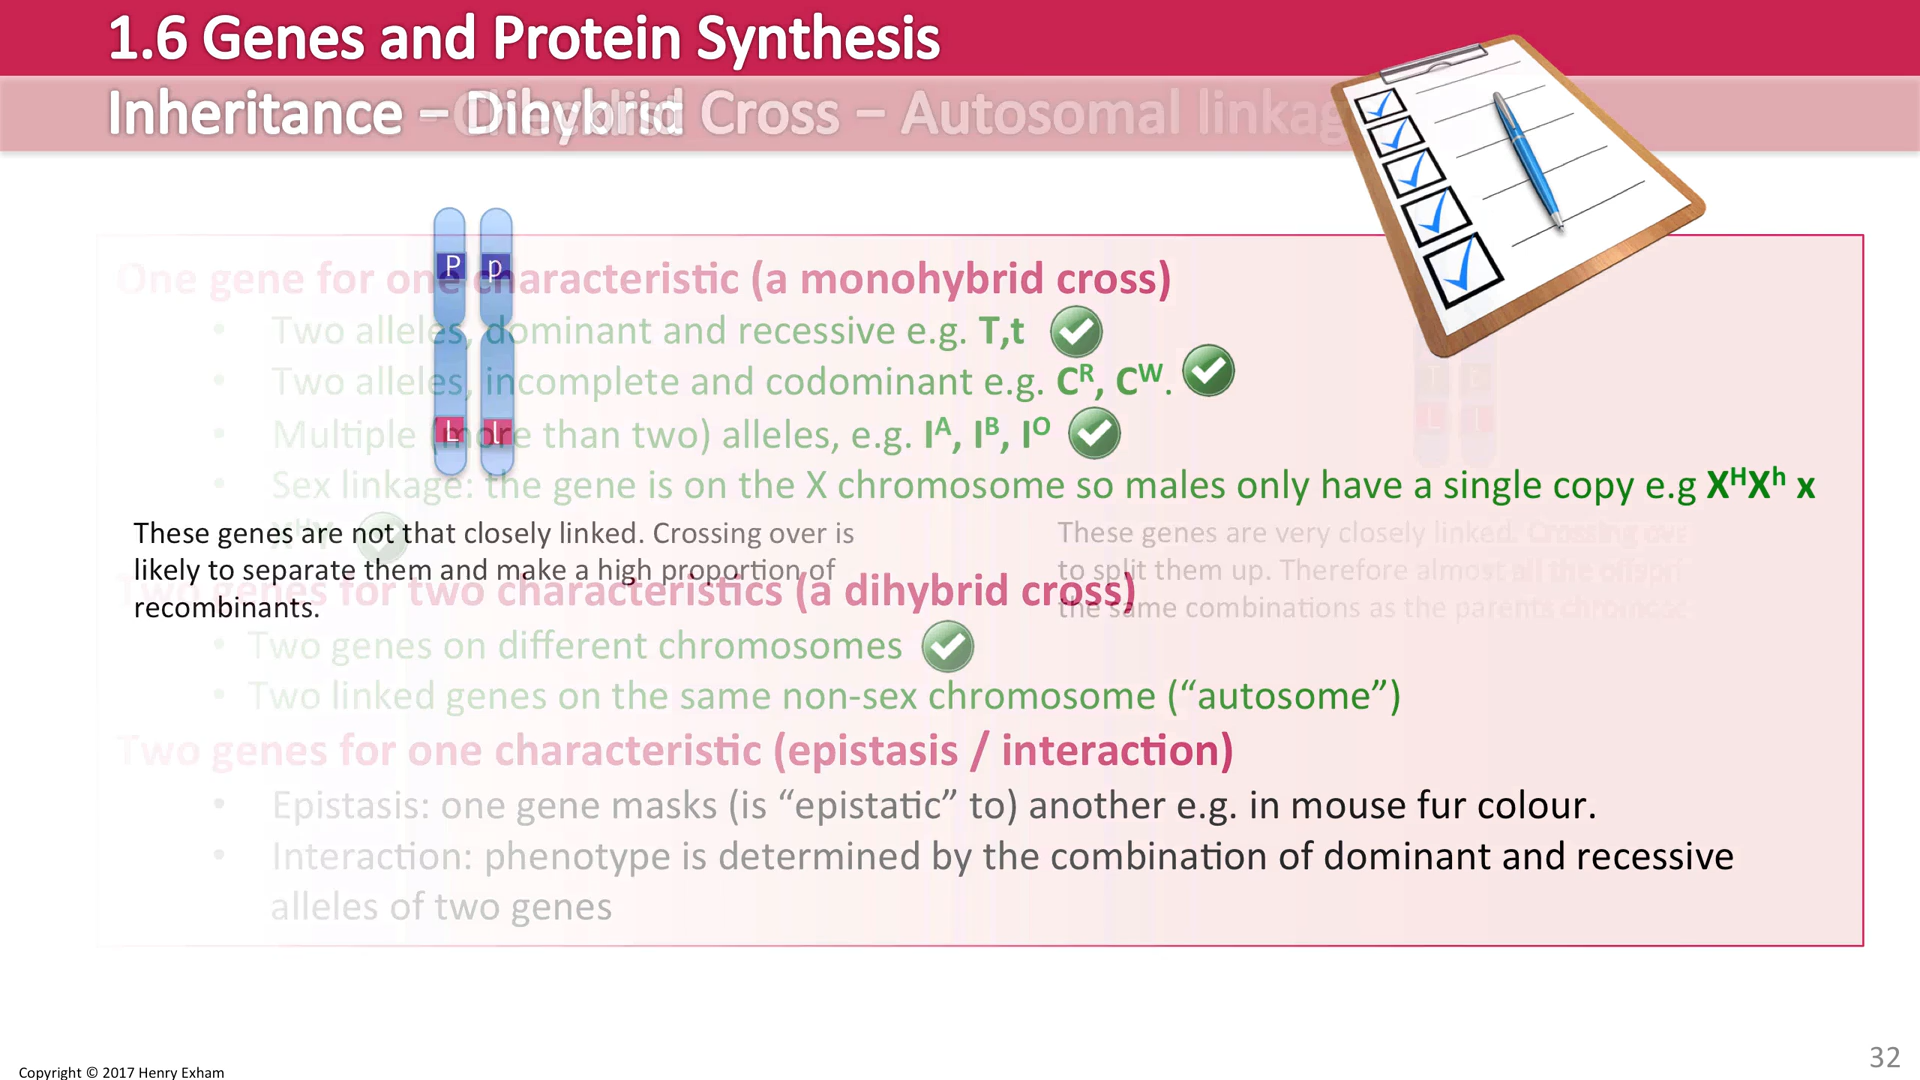 1.6 Genes and Protein Synthesis
Inheritance – Dihybrid Cross – Autosomal linkag
Checklist
P p
One gene for one characteristic (a monohybrid cross)
• Two alleles, dominant and recessive e.g. T,t
• Two alleles, incomplete and codominant e.g. Cᴿ, Cᵂ.
• Multiple (more than two) alleles, e.g. Iᴬ, Iᴮ, Iᴼ
L l
L l
• Sex linkage: the gene is on the X chromosome so males only have a single copy e.g XᴴXʰ x
XᴴY
These genes are not that closely linked. Crossing over is
likely to separate them and make a high proportion of
recombinants.
These genes are very closely linked. Crossing ove
to split them up. Therefore almost all the offspri
the same combinations as the parents
Two genes for two characteristics (a dihybrid cross)
• Two genes on different chromosomes
• Two linked genes on the same non-sex chromosome (“autosome”)
Two genes for one characteristic (epistasis / interaction)
• Epistasis: one gene masks (is “epistatic” to) another e.g. in mouse fur colour.
• Interaction: phenotype is determined by the combination of dominant and recessive
alleles of two genes
32
Copyright © 2017 Henry Exham